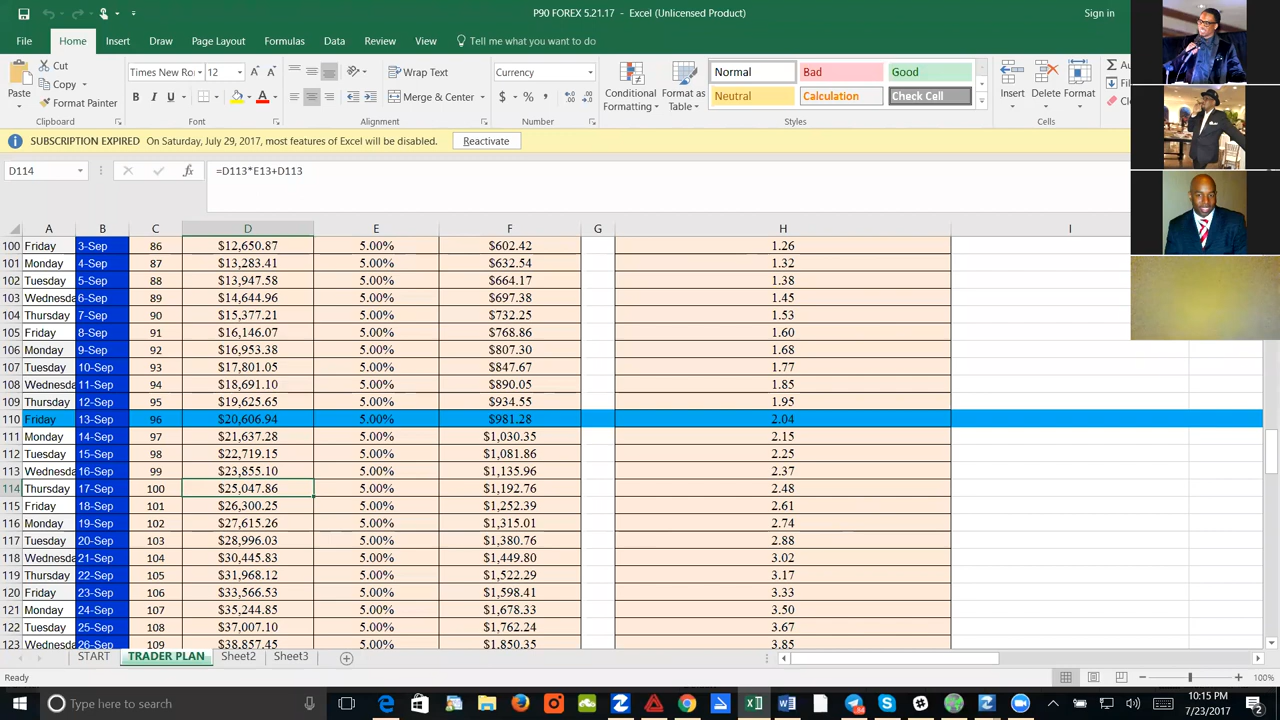 P90 FOREX 5.21.17 - Excel (Unlicensed Product)
Sign in
File Home Insert Draw Page Layout Formulas Data Review View Tell me what you want to do
Cut
Copy
Format Painter
Paste
Clipboard
Times New Ro 12
B I U
Font
Wrap Text
Merge & Center
Alignment
Currency
$ % ,
Number
Conditional Formatting
Format as Table
Normal Bad Good
Neutral Calculation Check Cell
Styles
Insert Delete Format
Cells
SUBSCRIPTION EXPIRED On Saturday, July 29, 2017, most features of Excel will be disabled. Reactivate
D114 fx =D113*E13+D113
A B C D E F G H I
100 Friday 3-Sep 86 $12,650.87 5.00% $602.42 1.26
101 Monday 4-Sep 87 $13,283.41 5.00% $632.54 1.32
102 Tuesday 5-Sep 88 $13,947.58 5.00% $664.17 1.38
103 Wednesda 6-Sep 89 $14,644.96 5.00% $697.38 1.45
104 Thursday 7-Sep 90 $15,377.21 5.00% $732.25 1.53
105 Friday 8-Sep 91 $16,146.07 5.00% $768.86 1.60
106 Monday 9-Sep 92 $16,953.38 5.00% $807.30 1.68
107 Tuesday 10-Sep 93 $17,801.05 5.00% $847.67 1.77
108 Wednesda 11-Sep 94 $18,691.10 5.00% $890.05 1.85
109 Thursday 12-Sep 95 $19,625.65 5.00% $934.55 1.95
110 Friday 13-Sep 96 $20,606.94 5.00% $981.28 2.04
111 Monday 14-Sep 97 $21,637.28 5.00% $1,030.35 2.15
112 Tuesday 15-Sep 98 $22,719.15 5.00% $1,081.86 2.25
113 Wednesda 16-Sep 99 $23,855.10 5.00% $1,135.96 2.37
114 Thursday 17-Sep 100 $25,047.86 5.00% $1,192.76 2.48
115 Friday 18-Sep 101 $26,300.25 5.00% $1,252.39 2.61
116 Monday 19-Sep 102 $27,615.26 5.00% $1,315.01 2.74
117 Tuesday 20-Sep 103 $28,996.03 5.00% $1,380.76 2.88
118 Wednesda 21-Sep 104 $30,445.83 5.00% $1,449.80 3.02
119 Thursday 22-Sep 105 $31,968.12 5.00% $1,522.29 3.17
120 Friday 23-Sep 106 $33,566.53 5.00% $1,598.41 3.33
121 Monday 24-Sep 107 $35,244.85 5.00% $1,678.33 3.50
122 Tuesday 25-Sep 108 $37,007.10 5.00% $1,762.24 3.67
123 Wednesda 26-Sep 109 $38,857.45 5.00% $1,850.35 3.85
START TRADER PLAN Sheet2 Sheet3
Ready
100%
Type here to search
10:15 PM
7/23/2017
2